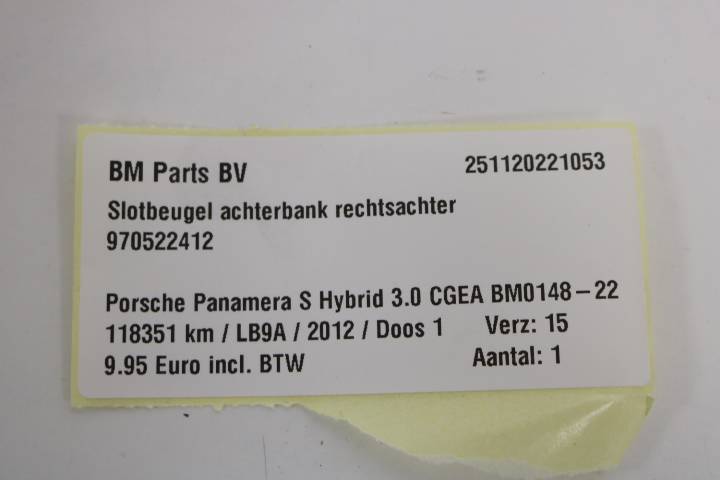 BM Parts BV 251120221053
Slotbeugel achterbank rechtsachter
970522412
Porsche Panamera S Hybrid 3.0 CGEA BM0148-22
118351 km / LB9A / 2012 / Doos 1 Verz: 15
9.95 Euro incl. BTW Aantal: 1